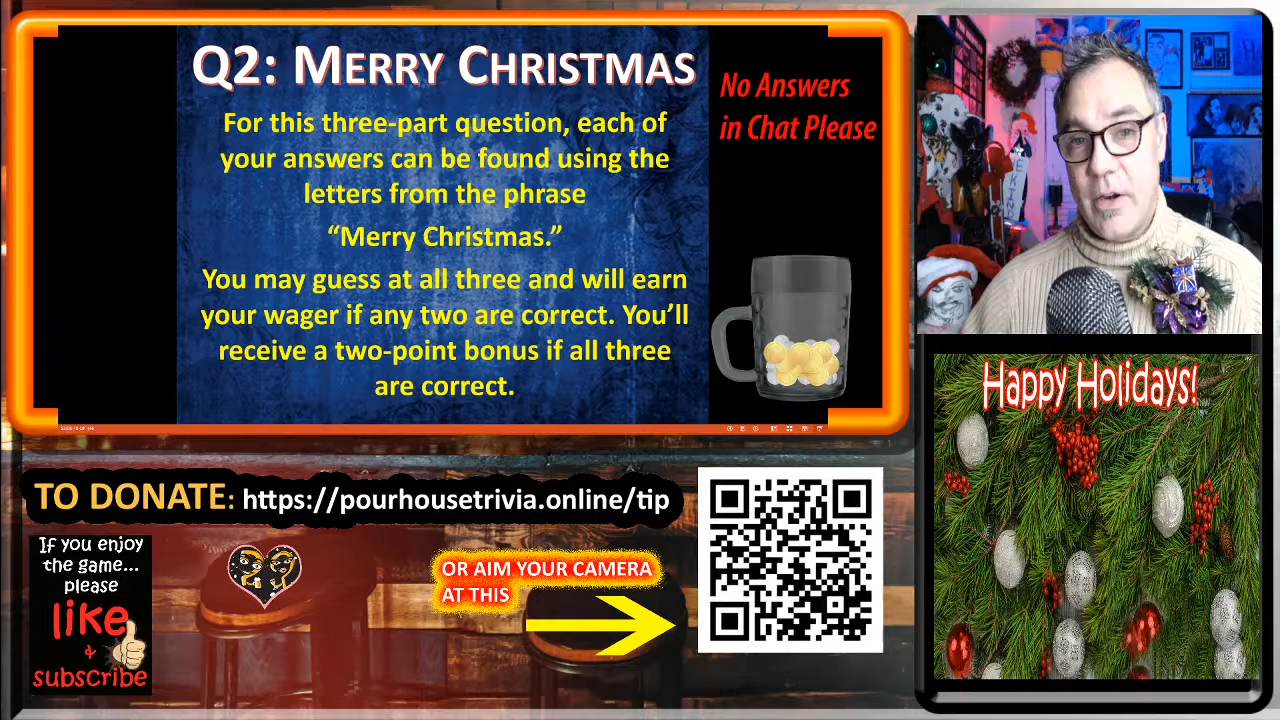 Q2: MERRY CHRISTMAS
For this three-part question, each of
your answers can be found using the
letters from the phrase
“Merry Christmas.”
You may guess at all three and will earn
your wager if any two are correct. You’ll
receive a two-point bonus if all three
are correct.
No Answers
in Chat Please
Happy Holidays!
TO DONATE: https://pourhousetrivia.online/tip
If you enjoy
the game...
please
like
&
subscribe
OR AIM YOUR CAMERA
AT THIS